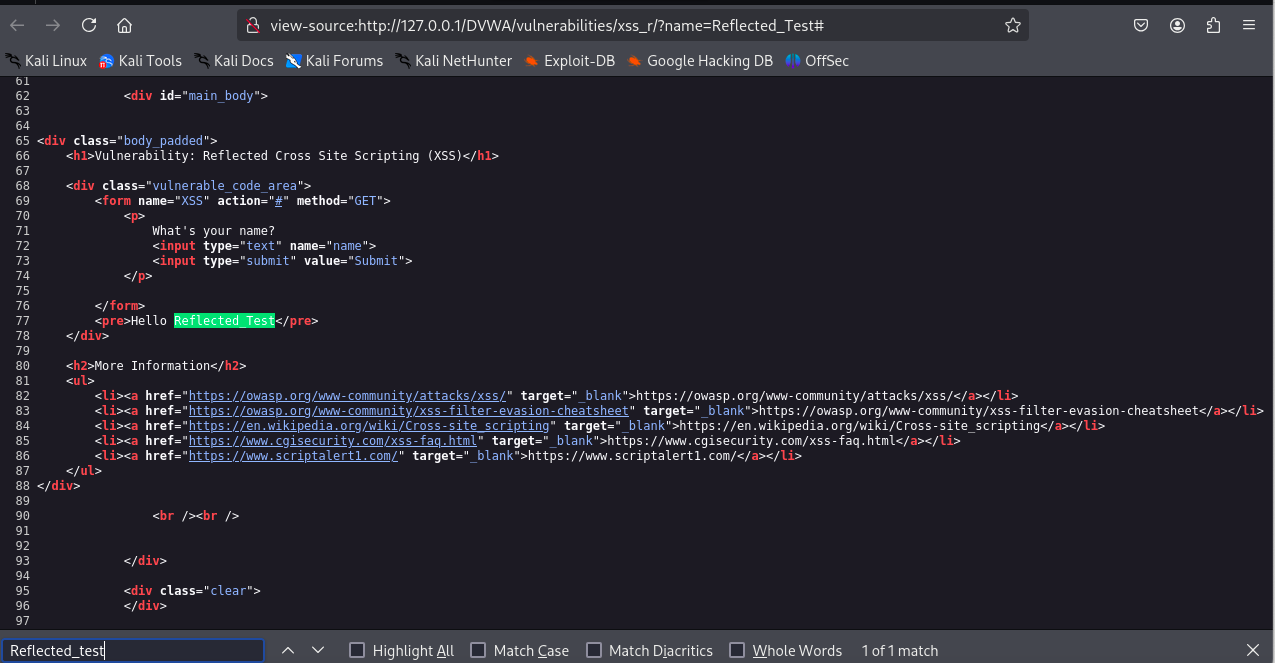 view-source:http://127.0.0.1/DVWA/vulnerabilities/xss_r/?name=Reflected_Test#
Kali Linux Kali Tools Kali Docs Kali Forums Kali NetHunter Exploit-DB Google Hacking DB OffSec
61
62 <div id="main_body">
63
64
65 <div class="body_padded">
66 <h1>Vulnerability: Reflected Cross Site Scripting (XSS)</h1>
67
68 <div class="vulnerable_code_area">
69 <form name="XSS" action="#" method="GET">
70 <p>
71 What's your name?
72 <input type="text" name="name">
73 <input type="submit" value="Submit">
74 </p>
75
76 </form>
77 <pre>Hello Reflected_Test</pre>
78 </div>
79
80 <h2>More Information</h2>
81 <ul>
82 <li><a href="https://owasp.org/www-community/attacks/xss/" target="_blank">https://owasp.org/www-community/attacks/xss/</a></li>
83 <li><a href="https://owasp.org/www-community/xss-filter-evasion-cheatsheet" target="_blank">https://owasp.org/www-community/xss-filter-evasion-cheatsheet</a></li>
84 <li><a href="https://en.wikipedia.org/wiki/Cross-site_scripting" target="_blank">https://en.wikipedia.org/wiki/Cross-site_scripting</a></li>
85 <li><a href="https://www.cgisecurity.com/xss-faq.html" target="_blank">https://www.cgisecurity.com/xss-faq.html</a></li>
86 <li><a href="https://www.scriptalert1.com/" target="_blank">https://www.scriptalert1.com/</a></li>
87 </ul>
88 </div>
89
90 <br /><br />
91
92
93 </div>
94
95 <div class="clear">
96 </div>
97
Reflected_test Highlight All Match Case Match Diacritics Whole Words 1 of 1 match